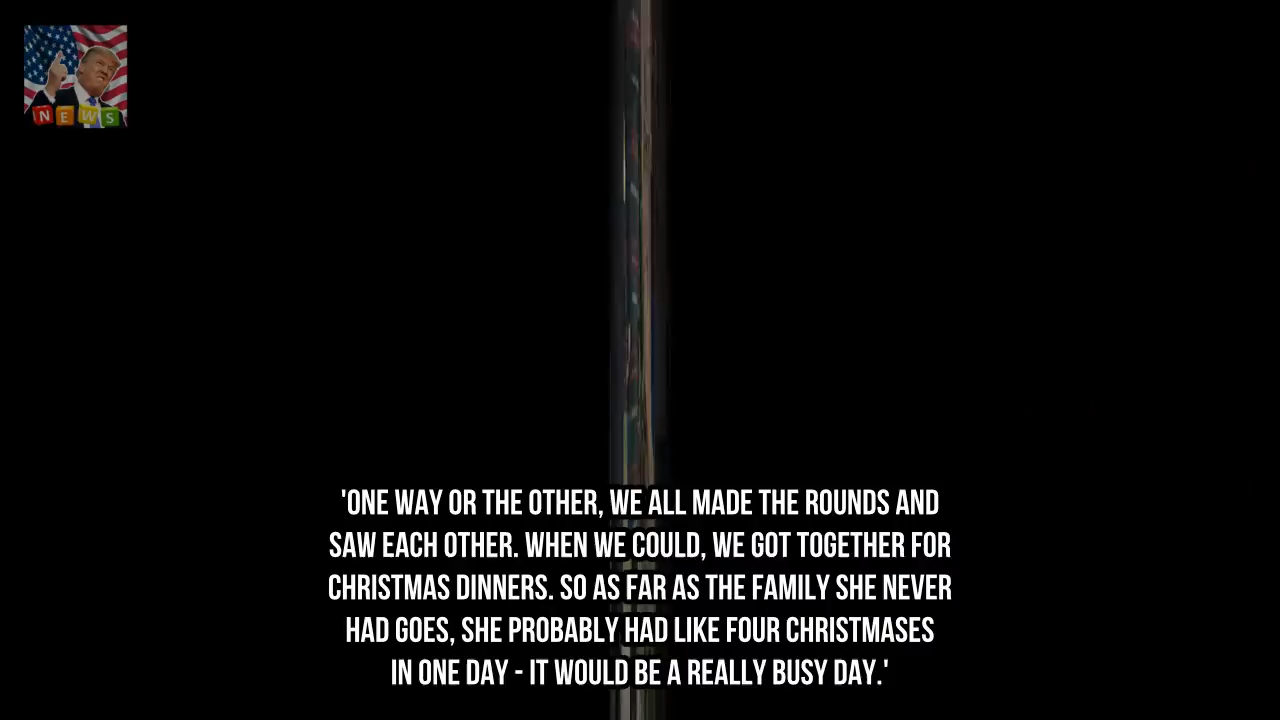 NEWS
'ONE WAY OR THE OTHER, WE ALL MADE THE ROUNDS AND
SAW EACH OTHER. WHEN WE COULD, WE GOT TOGETHER FOR
CHRISTMAS DINNERS. SO AS FAR AS THE FAMILY SHE NEVER
HAD GOES, SHE PROBABLY HAD LIKE FOUR CHRISTMASES
IN ONE DAY - IT WOULD BE A REALLY BUSY DAY.'